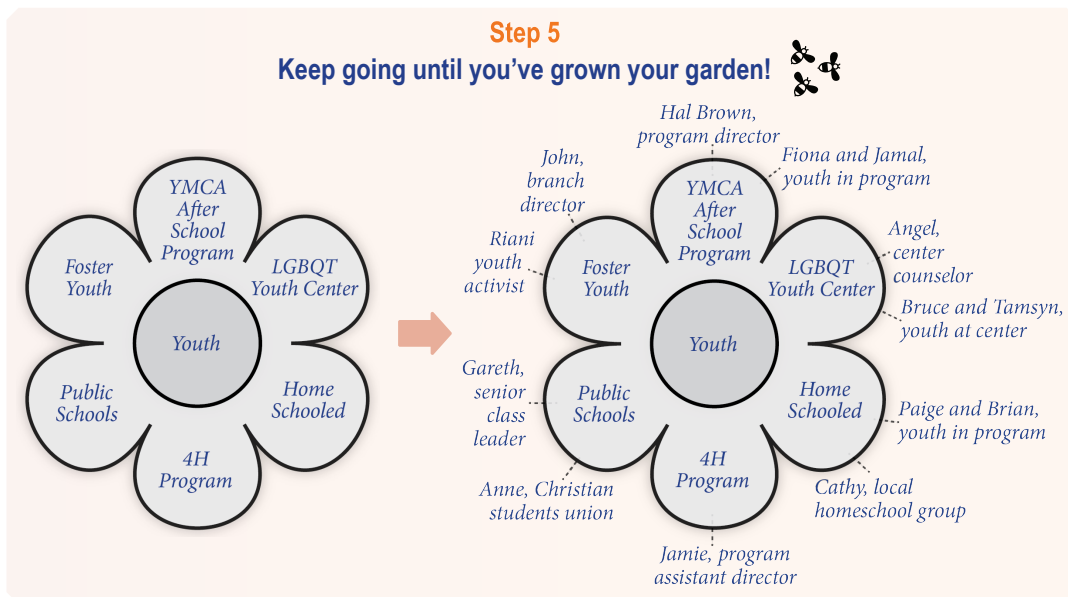 Step 5
Keep going until you’ve grown your garden!
YMCA
After
School
Program
Foster
Youth
LGBQT
Youth Center
Youth
Public
Schools
Home
Schooled
4H
Program
Hal Brown,
program director
Fiona and Jamal,
youth in program
John,
branch
director
Riani
youth
activist
YMCA
After
School
Program
Angel,
center
counselor
Foster
Youth
LGBQT
Youth Center
Bruce and Tamsyn,
youth at center
Youth
Gareth,
senior
class
leader
Public
Schools
Home
Schooled
Paige and Brian,
youth in program
4H
Program
Anne, Christian
students union
Cathy, local
homeschool group
Jamie, program
assistant director